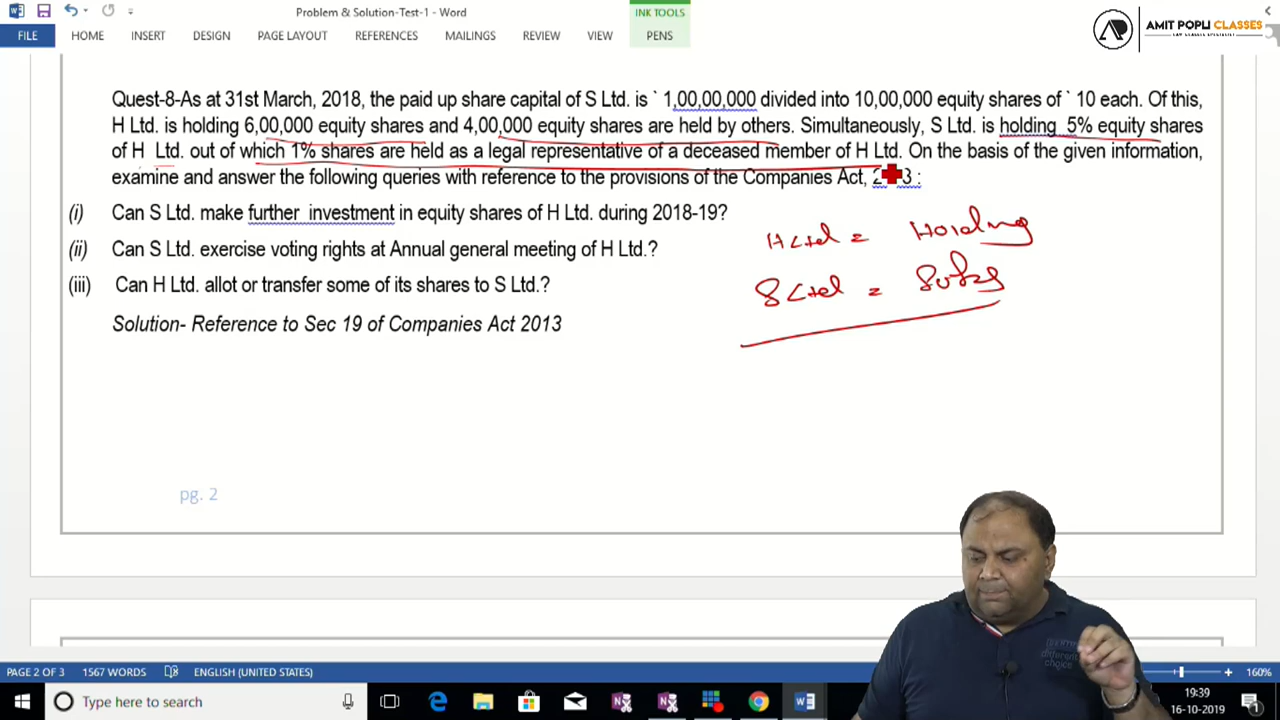 Problem & Solution-Test-1 - Word
INK TOOLS
FILE HOME INSERT DESIGN PAGE LAYOUT REFERENCES MAILINGS REVIEW VIEW PENS
AMIT POPLI CLASSES
Quest-8-As at 31st March, 2018, the paid up share capital of S Ltd. is ` 1,00,00,000 divided into 10,00,000 equity shares of ` 10 each. Of this,
H Ltd. is holding 6,00,000 equity shares and 4,00,000 equity shares are held by others. Simultaneously, S Ltd. is holding 5% equity shares
of H Ltd. out of which 1% shares are held as a legal representative of a deceased member of H Ltd. On the basis of the given information,
examine and answer the following queries with reference to the provisions of the Companies Act, 2 3 :
(i) Can S Ltd. make further investment in equity shares of H Ltd. during 2018-19?
(ii) Can S Ltd. exercise voting rights at Annual general meeting of H Ltd.?
(iii) Can H Ltd. allot or transfer some of its shares to S Ltd.?
H Ltd = Holding
S Ltd = Subs
Solution- Reference to Sec 19 of Companies Act 2013
pg. 2
different
choice
PAGE 2 OF 3 1567 WORDS ENGLISH (UNITED STATES) 160%
Type here to search
19:39
16-10-2019